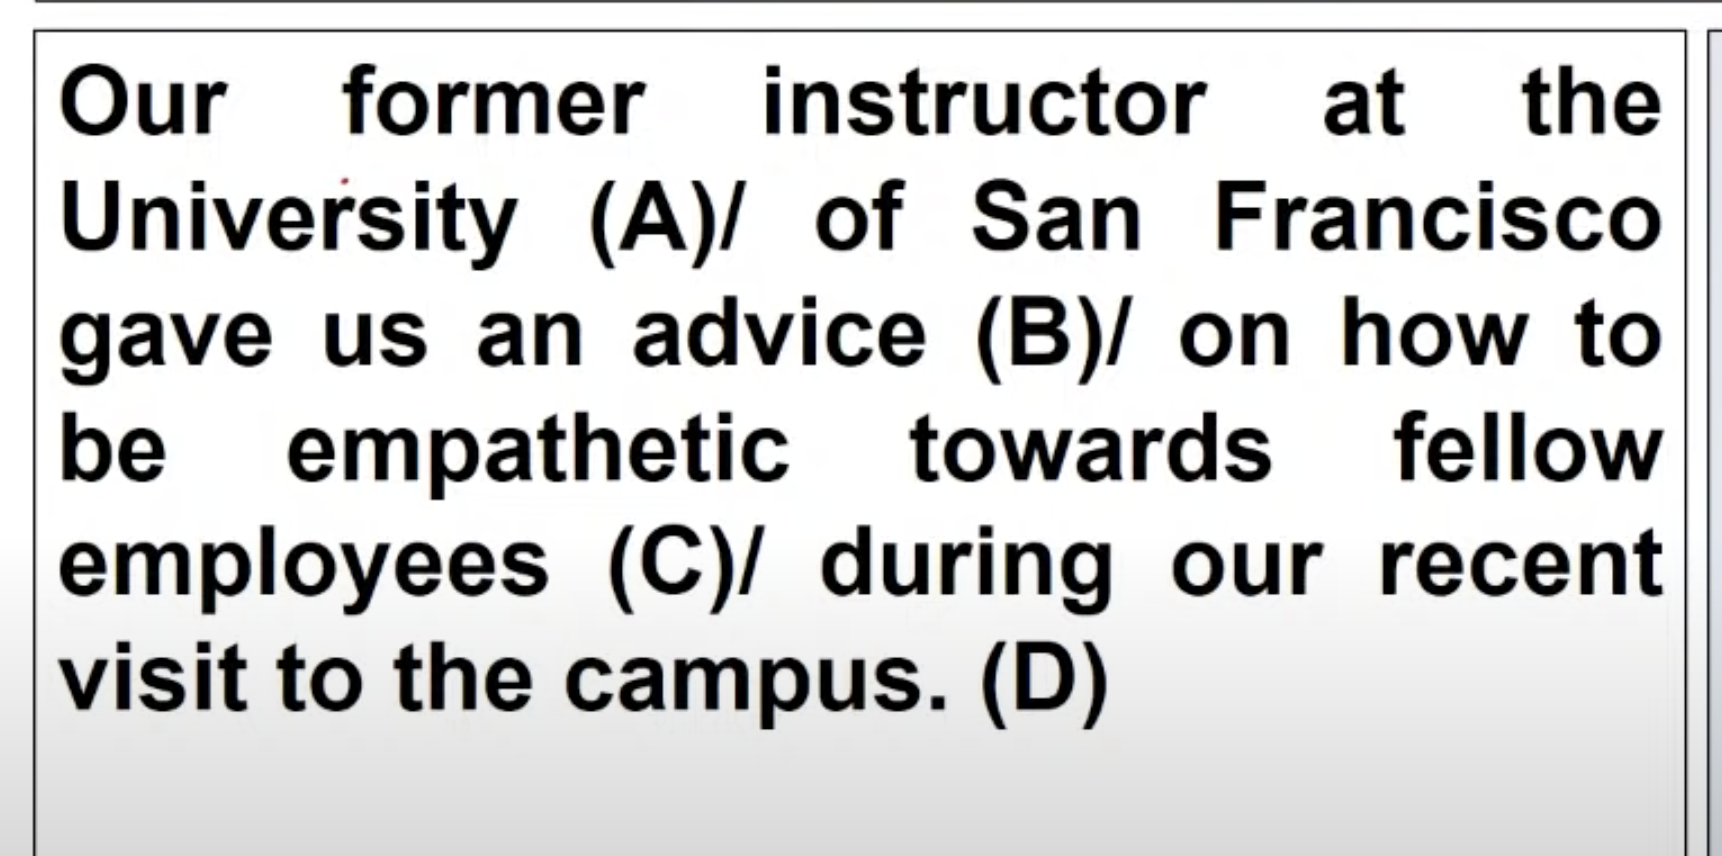 Our former instructor at the
University (A)/ of San Francisco
gave us an advice (B)/ on how to
be empathetic towards fellow
employees (C)/ during our recent
visit to the campus. (D)